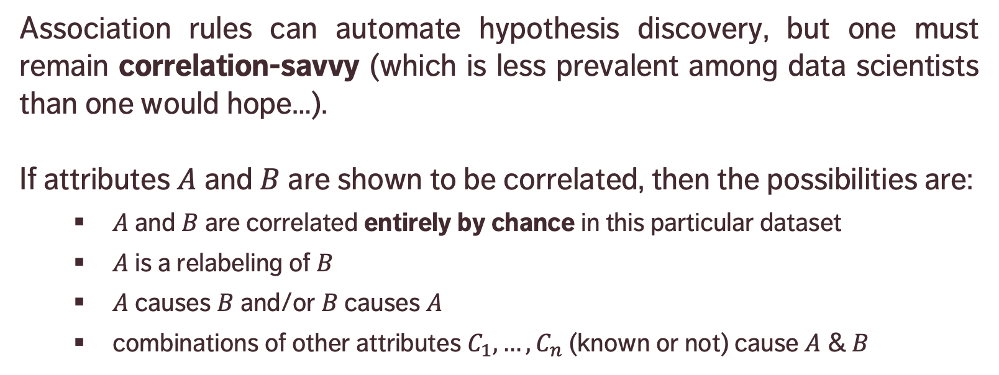 Association rules can automate hypothesis discovery, but one must
remain correlation-savvy (which is less prevalent among data scientists
than one would hope...).
If attributes A and B are shown to be correlated, then the possibilities are:
▪ A and B are correlated entirely by chance in this particular dataset
▪ A is a relabeling of B
▪ A causes B and/or B causes A
▪ combinations of other attributes C₁, ... , Cₙ (known or not) cause A & B